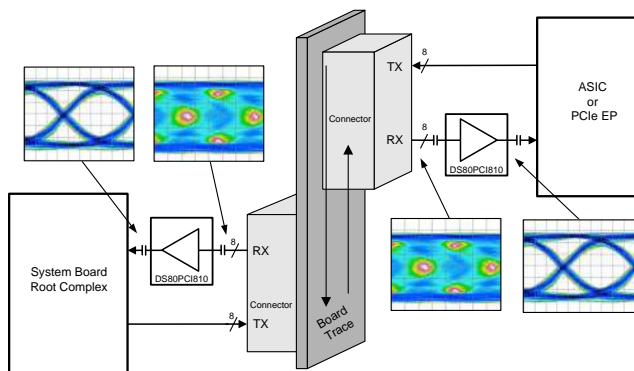 8
TX
ASIC
or
PCIe EP
Connector
8
RX
DS80PCI810
System Board
Root Complex
DS80PCI810
8
RX
Connector
8
TX
Board
Trace